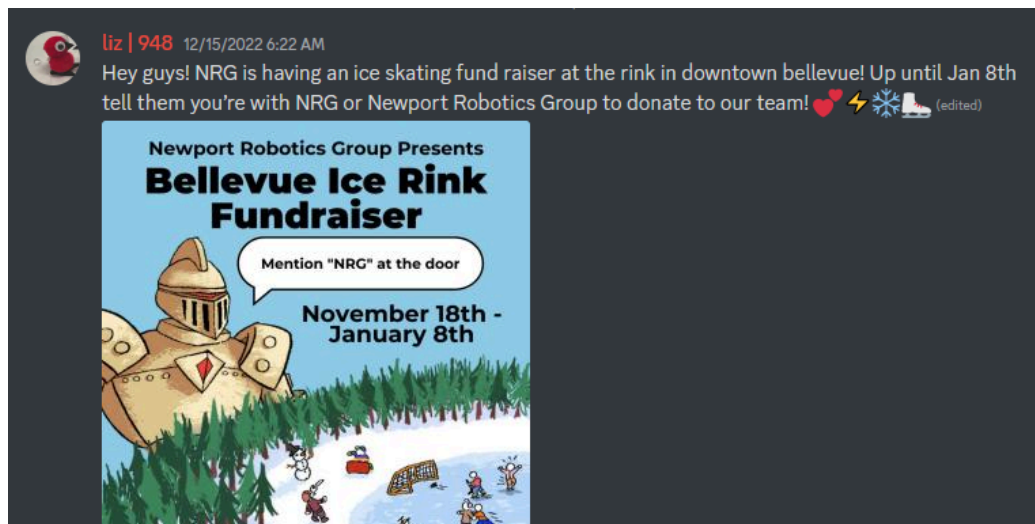 liz | 948 12/15/2022 6:22 AM
Hey guys! NRG is having an ice skating fund raiser at the rink in downtown bellevue! Up until Jan 8th
tell them you’re with NRG or Newport Robotics Group to donate to our team! 💕⚡❄️⛸️ (edited)
Newport Robotics Group Presents
Bellevue Ice Rink
Fundraiser
Mention "NRG" at the door
November 18th -
January 8th